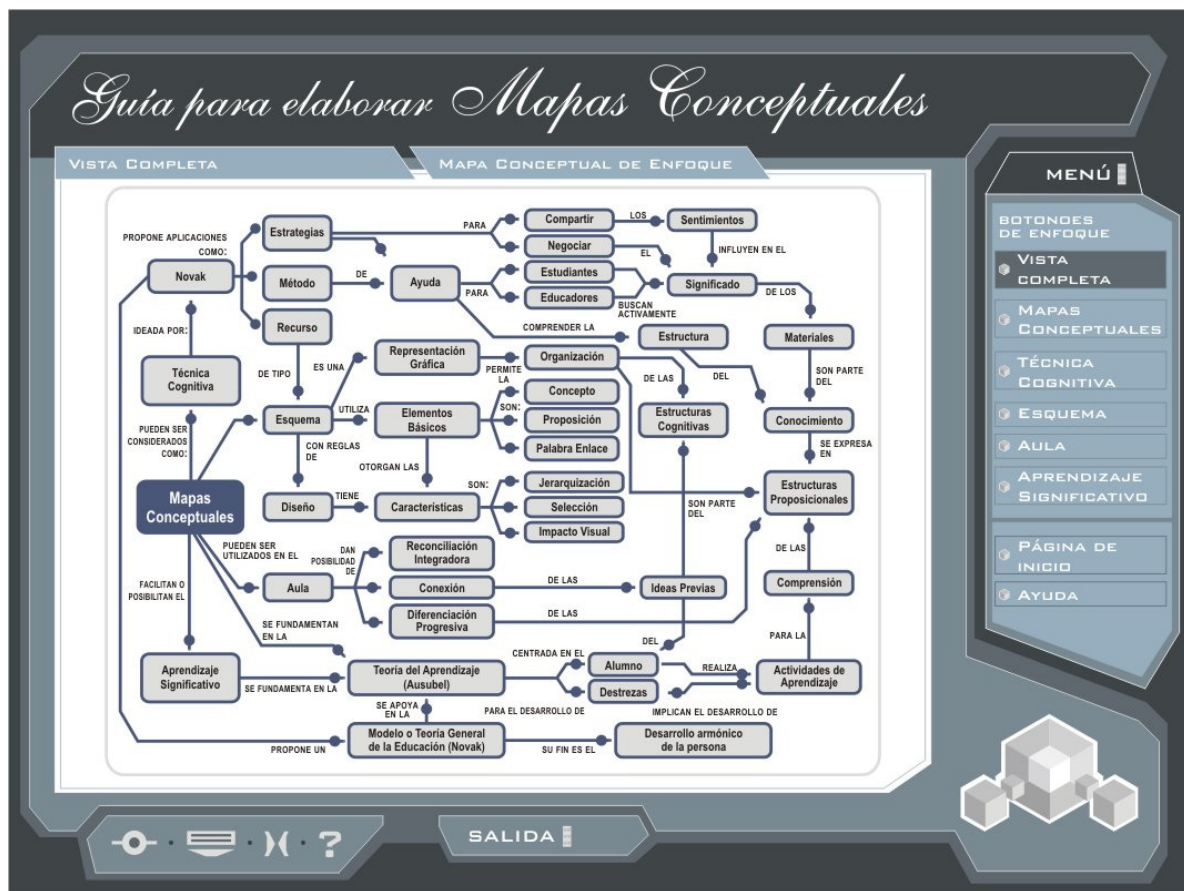 Guía para elaborar Mapas Conceptuales
VISTA COMPLETA
MAPA CONCEPTUAL DE ENFOQUE
PROPONE APLICACIONES
COMO:
Novak
Estrategias
Método
Recurso
DE
Ayuda
PARA
PARA
Compartir
Negociar
Estudiantes
Educadores
LOS
Sentimientos
INFLUYEN EN EL
EL
Significado
BUSCAN
ACTIVAMENTE
DE LOS
Materiales
COMPRENDER LA
Estructura
DEL
SON PARTE
DEL
Conocimiento
SE EXPRESA
EN
Estructuras
Proposicionales
IDEADA POR:
Técnica
Cognitiva
PUEDEN SER
CONSIDERADOS
COMO:
Mapas
Conceptuales
DE TIPO
Esquema
ES UNA
Representación
Gráfica
PERMITE
LA
Organización
DE LAS
Estructuras
Cognitivas
UTILIZA
Elementos
Básicos
SON:
Concepto
Proposición
Palabra Enlace
CON REGLAS
DE
OTORGAN LAS
Diseño
TIENE
Características
SON:
Jerarquización
Selección
Impacto Visual
SON PARTE
DEL
PUEDEN SER
UTILIZADOS EN EL
Aula
DAN
POSIBILIDAD
DE
Reconciliación
Integradora
Conexión
Diferenciación
Progresiva
DE LAS
Ideas Previas
DE LAS
DE LAS
Comprensión
PARA LA
FACILITAN O
POSIBILITAN EL
SE FUNDAMENTAN
EN LA
Aprendizaje
Significativo
SE FUNDAMENTA EN LA
Teoría del Aprendizaje
(Ausubel)
CENTRADA EN EL
DEL
Alumno
Destrezas
REALIZA
Actividades de
Aprendizaje
SE APOYA
EN LA
PARA EL DESARROLLO DE
IMPLICAN EL DESARROLLO DE
PROPONE UN
Modelo o Teoría General
de la Educación (Novak)
SU FIN ES EL
Desarrollo armónico
de la persona
MENÚ
BOTONOES
DE ENFOQUE
VISTA
COMPLETA
MAPAS
CONCEPTUALES
TÉCNICA
COGNITIVA
ESQUEMA
AULA
APRENDIZAJE
SIGNIFICATIVO
PÁGINA DE
INICIO
AYUDA
?
SALIDA